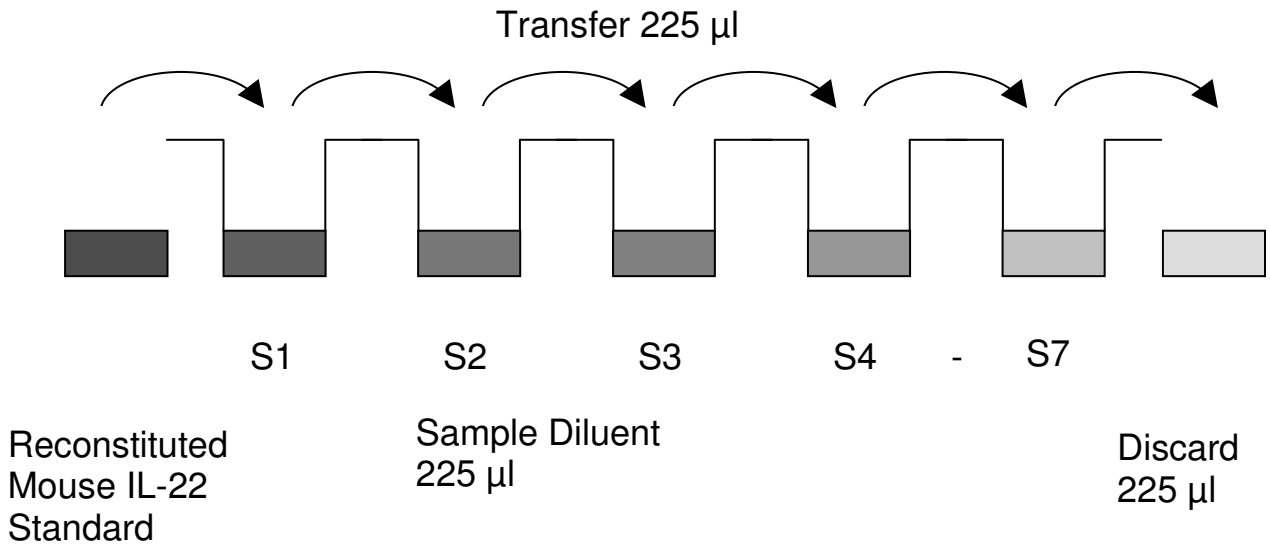 Transfer 225 µl
S1 S2 S3 S4 - S7
Reconstituted
Mouse IL-22
Standard
Sample Diluent
225 µl
Discard
225 µl